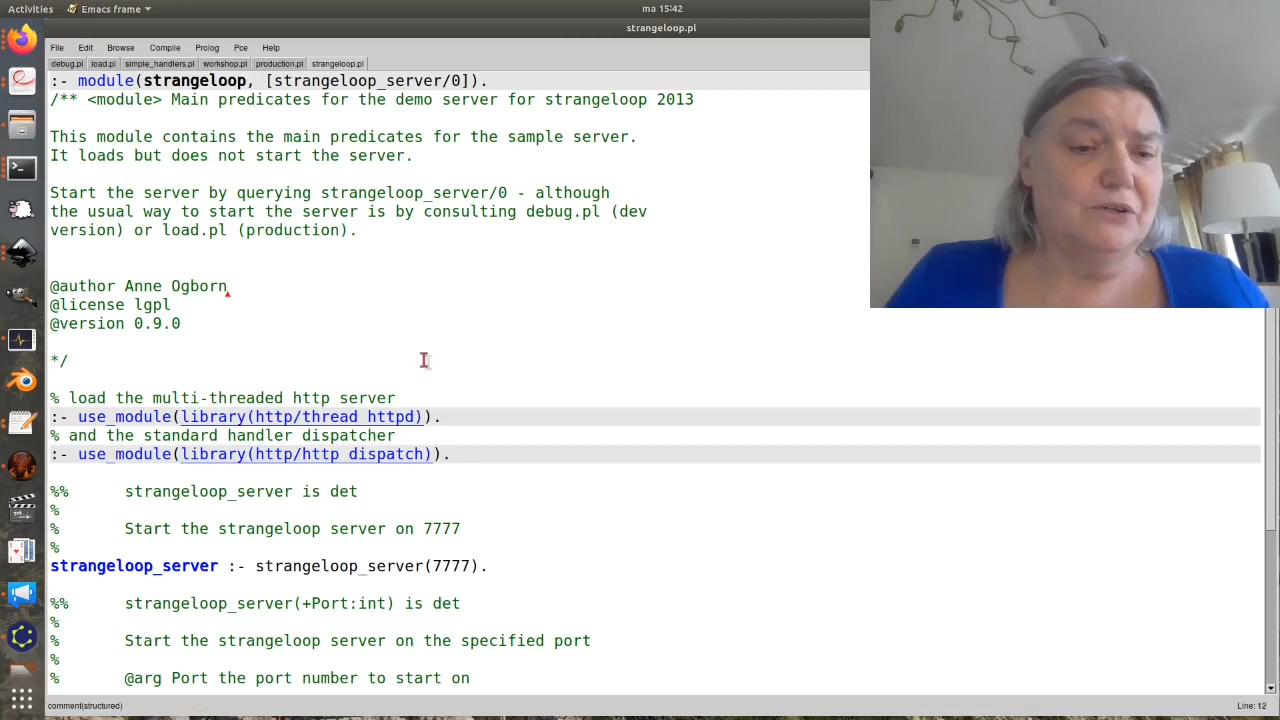 Activities
Emacs frame
ma 15:42
strangeloop.pl
File Edit Browse Compile Prolog Pce Help
debug.pl load.pl simple_handlers.pl workshop.pl production.pl strangeloop.pl
:- module(strangeloop, [strangeloop_server/0]).
/** <module> Main predicates for the demo server for strangeloop 2013
This module contains the main predicates for the sample server.
It loads but does not start the server.
Start the server by querying strangeloop_server/0 - although
the usual way to start the server is by consulting debug.pl (dev
version) or load.pl (production).
@author Anne Ogborn
@license lgpl
@version 0.9.0
*/
% load the multi-threaded http server
:- use_module(library(http/thread_httpd)).
% and the standard handler dispatcher
:- use_module(library(http/http_dispatch)).
%% strangeloop_server is det
%
% Start the strangeloop server on 7777
%
strangeloop_server :- strangeloop_server(7777).
%% strangeloop_server(+Port:int) is det
%
% Start the strangeloop server on the specified port
%
% @arg Port the port number to start on
comment(structured)
Line: 12